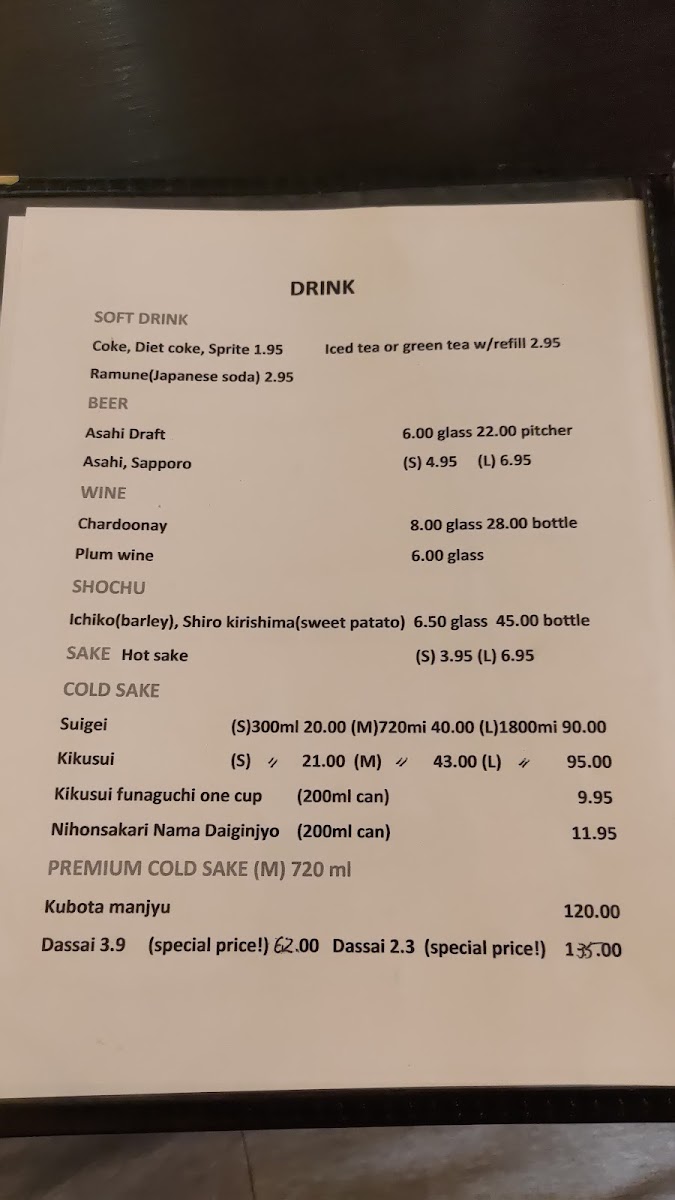 DRINK
SOFT DRINK
Coke, Diet coke, Sprite 1.95 Iced tea or green tea w/refill 2.95
Ramune(Japanese soda) 2.95
BEER
Asahi Draft 6.00 glass 22.00 pitcher
Asahi, Sapporo (S) 4.95 (L) 6.95
WINE
Chardoonay 8.00 glass 28.00 bottle
Plum wine 6.00 glass
SHOCHU
Ichiko(barley), Shiro kirishima(sweet patato) 6.50 glass 45.00 bottle
SAKE Hot sake (S) 3.95 (L) 6.95
COLD SAKE
Suigei (S)300ml 20.00 (M)720mi 40.00 (L)1800mi 90.00
Kikusui (S) 〃 21.00 (M) 〃 43.00 (L) 〃 95.00
Kikusui funaguchi one cup (200ml can) 9.95
Nihonsakari Nama Daiginjyo (200ml can) 11.95
PREMIUM COLD SAKE (M) 720 ml
Kubota manjyu 120.00
Dassai 3.9 (special price!) 62.00 Dassai 2.3 (special price!) 135.00